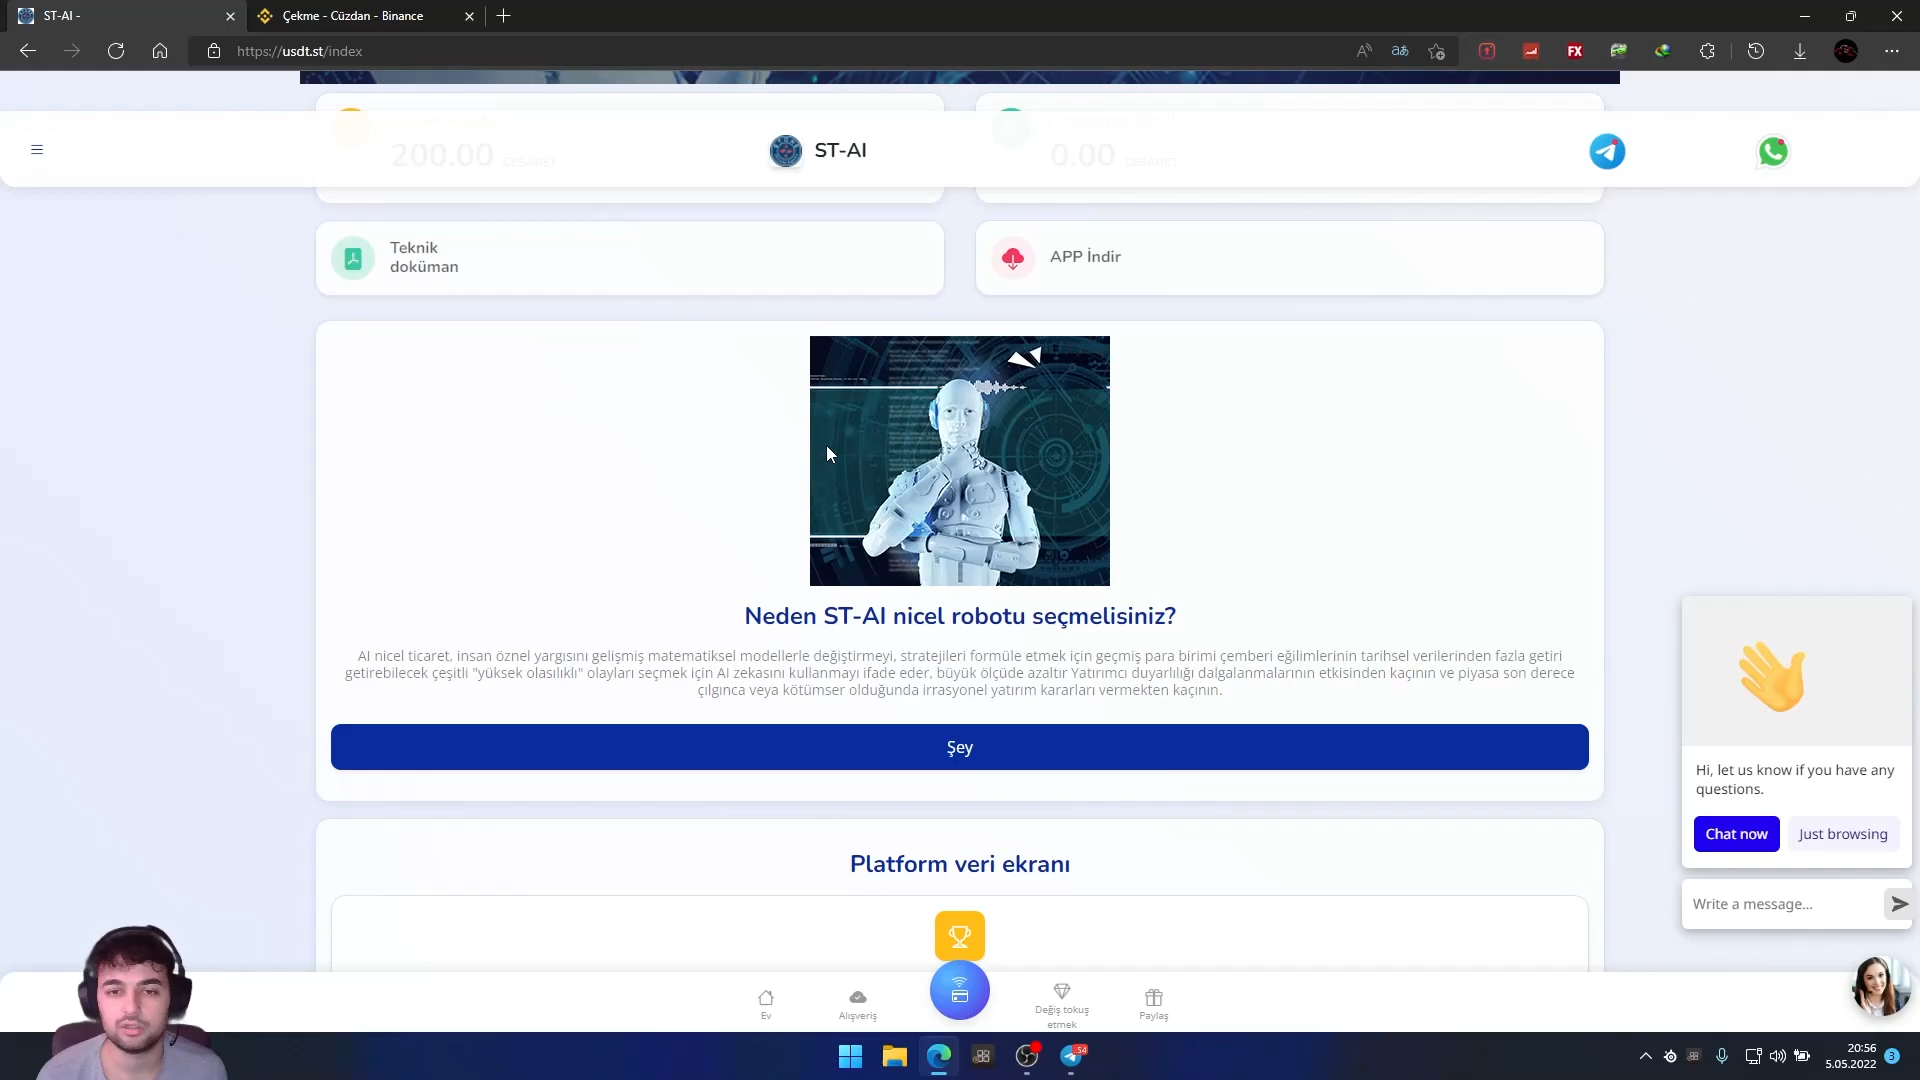 ST-AI -
Çekme - Cüzdan - Binance
https://usdt.st/index
FX
200.00
ST-AI
0.00
Teknik
doküman
APP İndir
Neden ST-AI nicel robotu seçmelisiniz?
AI nicel ticaret, insan öznel yargısını gelişmiş matematiksel modellerle değiştirmeyi, stratejileri formüle etmek için geçmiş para birimi çemberi eğilimlerinin tarihsel verilerinden fazla getiri
getirebilecek çeşitli "yüksek olasılıklı" olayları seçmek için AI zekasını kullanmayı ifade eder, büyük ölçüde azaltır Yatırımcı duyarlılığı dalgalanmalarının etkisinden kaçının ve piyasa son derece
çılgınca veya kötümser olduğunda irrasyonel yatırım kararları vermekten kaçının.
Şey
Platform veri ekranı
Hi, let us know if you have any
questions.
Chat now
Just browsing
Write a message...
Ev
Alışveriş
Değiş tokuş
etmek
Paylaş
54
20:56
5.05.2022
3